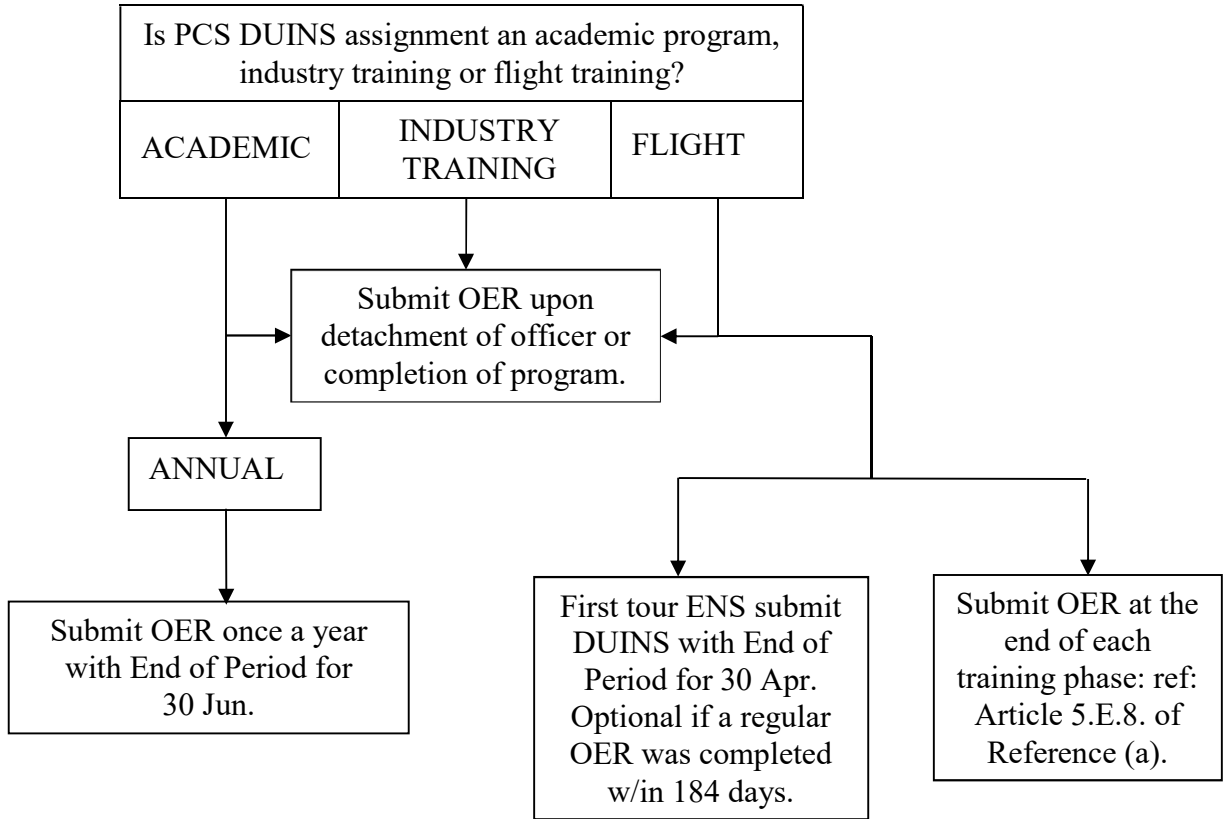 Is PCS DUINS assignment an academic program,
industry training or flight training?
ACADEMIC
INDUSTRY
TRAINING
FLIGHT
Submit OER upon
detachment of officer or
completion of program.
ANNUAL
Submit OER once a year
with End of Period for
30 Jun.
First tour ENS submit
DUINS with End of
Period for 30 Apr.
Optional if a regular
OER was completed
w/in 184 days.
Submit OER at the
end of each
training phase: ref:
Article 5.E.8. of
Reference (a).